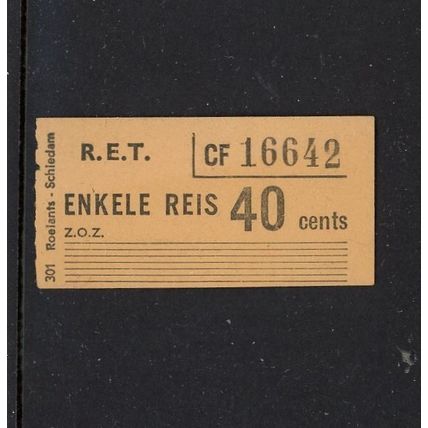 R.E.T.
CF 16642
ENKELE REIS 40 cents
Z.O.Z.
301 Roelants - Schiedam